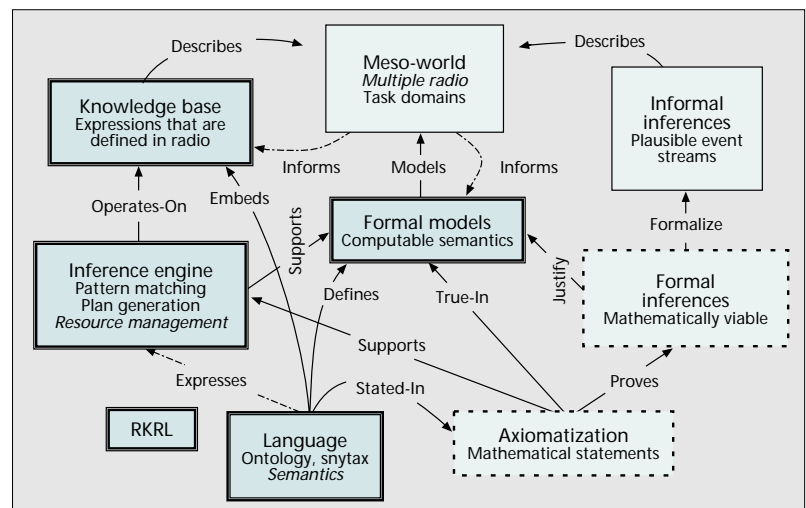 Describes
Meso-world
Multiple radio
Task domains
Describes
Knowledge base
Expressions that are
defined in radio
Informal
inferences
Plausible event
streams
Informs
Models
Informs
Operates-On
Embeds
Supports
Formal models
Computable semantics
Formalize
Inference engine
Pattern matching
Plan generation
Resource management
Defines
True-In
Justify
Formal
inferences
Mathematically viable
Supports
Expresses
Stated-In
Proves
RKRL
Language
Ontology, snytax
Semantics
Axiomatization
Mathematical statements